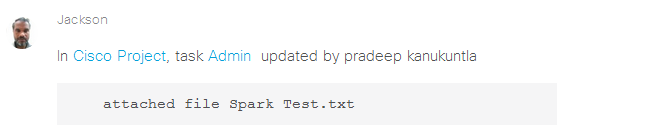 Jackson
In Cisco Project, task Admin updated by pradeep kanukuntla
attached file Spark Test.txt